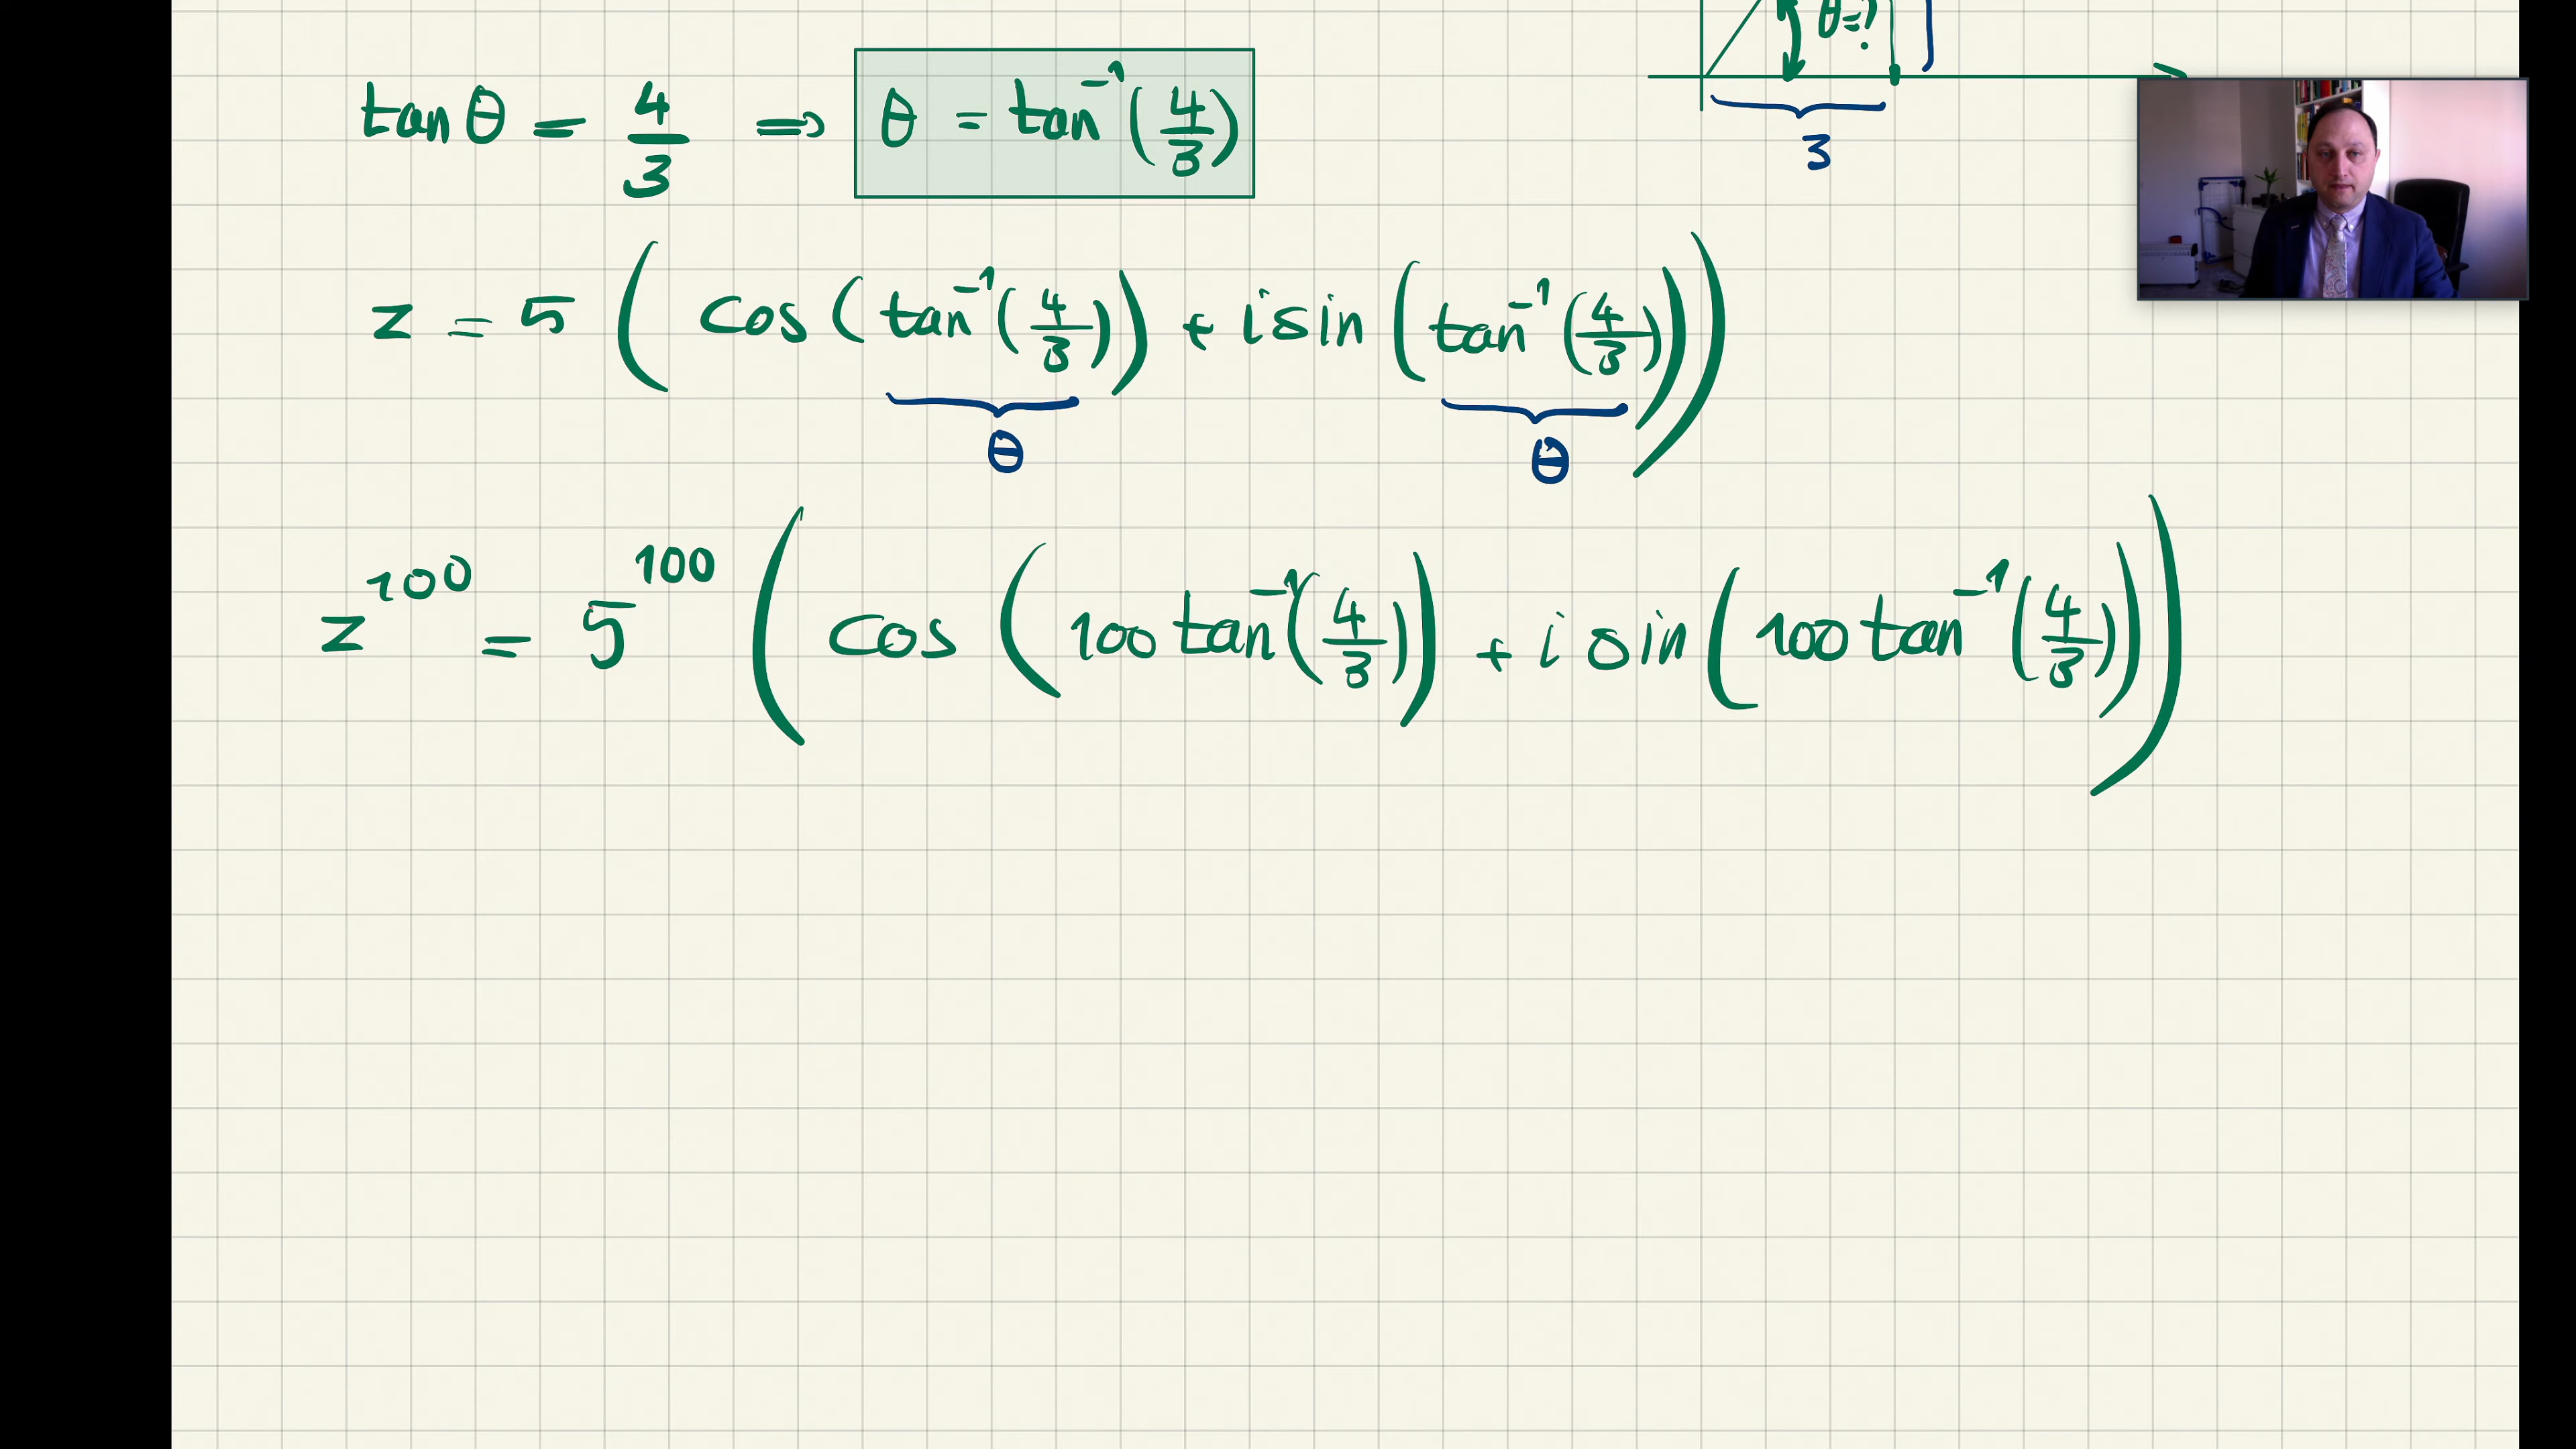 θ=?
3
tan θ = 4/3 ⇒ θ = tan⁻¹(4/3)
z = 5 ( cos (tan⁻¹(4/3)) + i sin (tan⁻¹(4/3)))
θ θ
z¹⁰⁰ = 5¹⁰⁰ ( cos (100 tan⁻¹(4/3)) + i sin (100 tan⁻¹(4/3)))